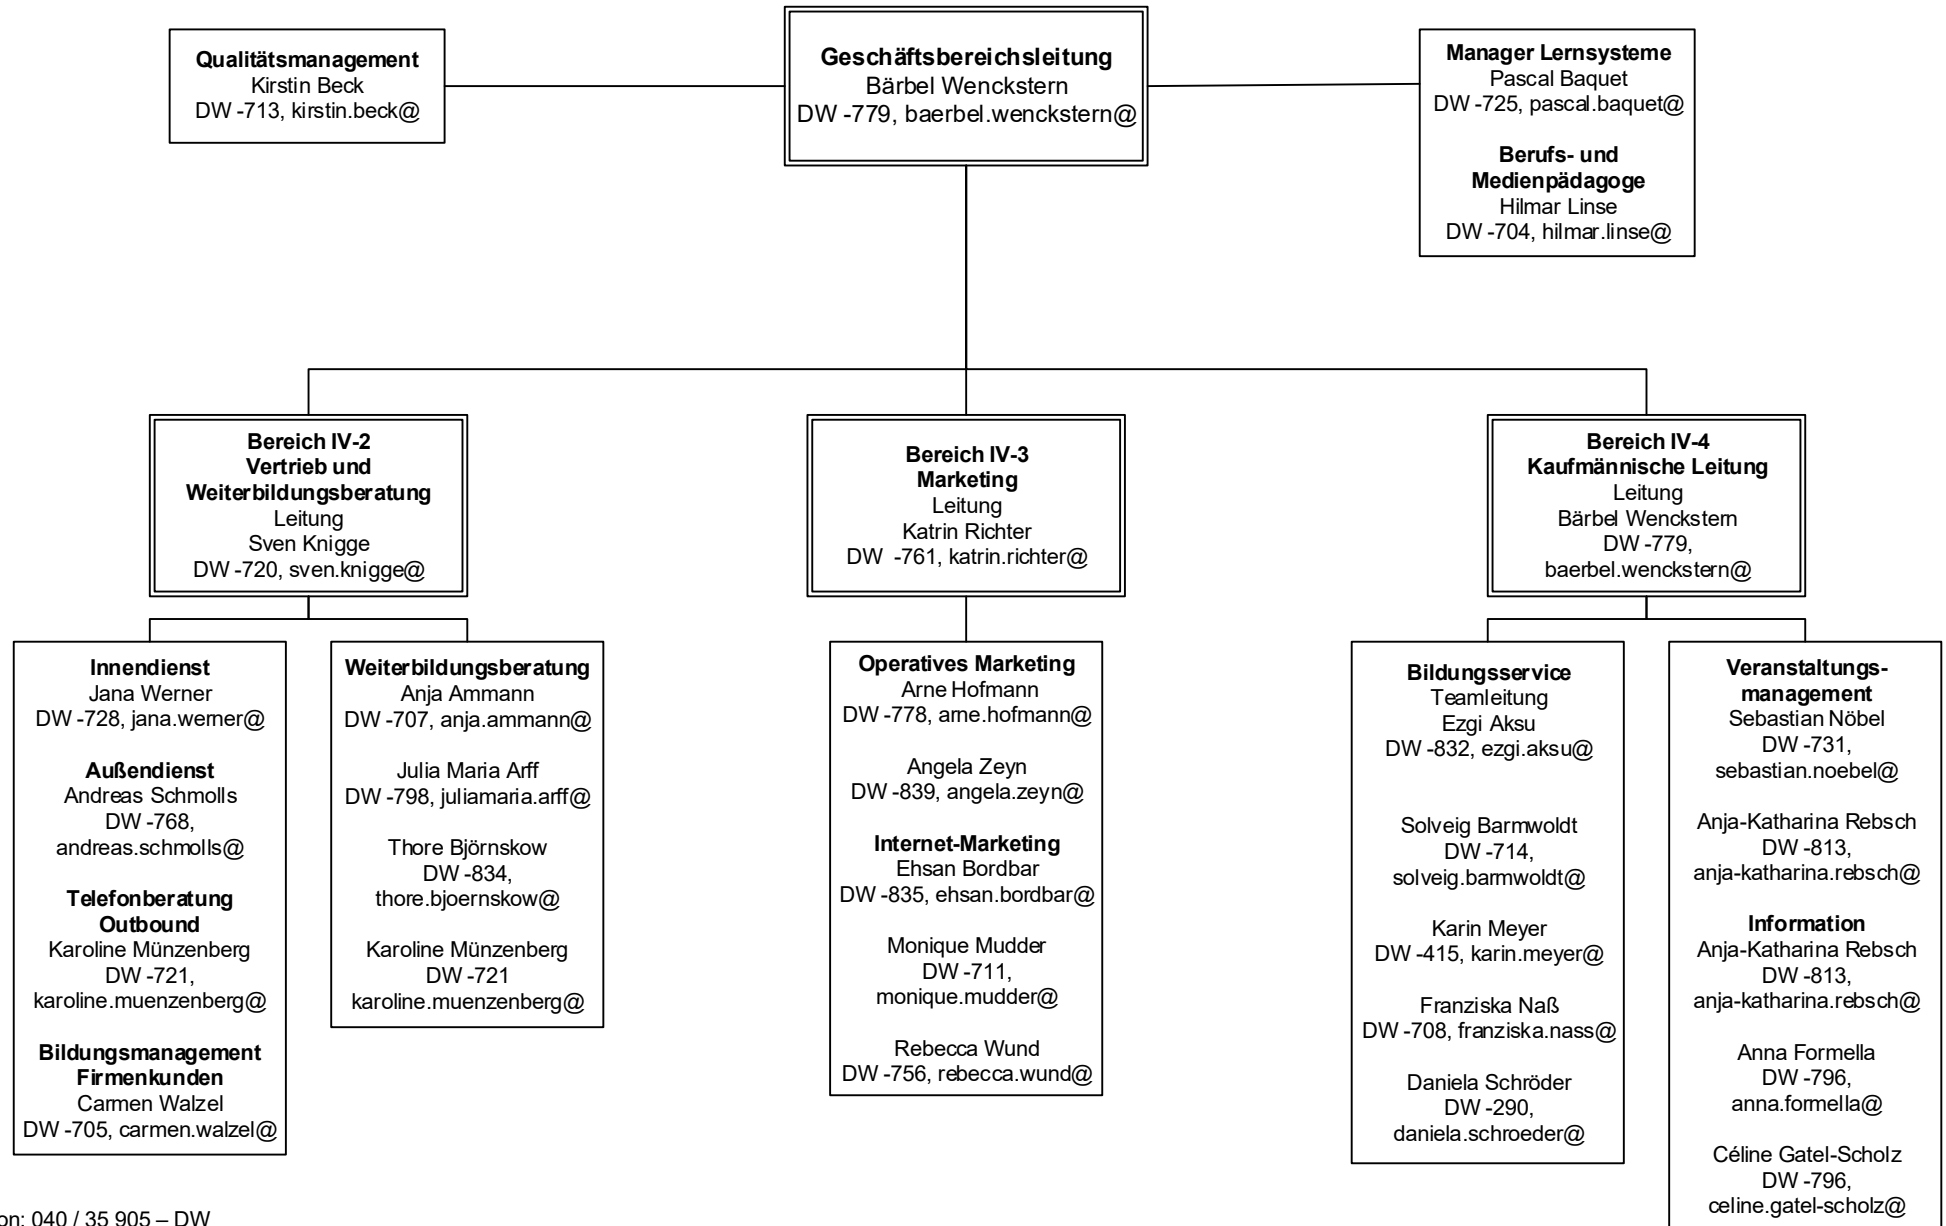 Qualitätsmanagement
Kirstin Beck
DW -713, kirstin.beck@
Geschäftsbereichsleitung
Bärbel Wenckstern
DW -779, baerbel.wenckstern@
Manager Lernsysteme
Pascal Baquet
DW -725, pascal.baquet@
Berufs- und
Medienpädagoge
Hilmar Linse
DW -704, hilmar.linse@
Bereich IV-2
Vertrieb und
Weiterbildungsberatung
Leitung
Sven Knigge
DW -720, sven.knigge@
Bereich IV-3
Marketing
Leitung
Katrin Richter
DW -761, katrin.richter@
Bereich IV-4
Kaufmännische Leitung
Leitung
Bärbel Wenckstern
DW -779,
baerbel.wenckstern@
Innendienst
Jana Werner
DW -728, jana.werner@
Außendienst
Andreas Schmolls
DW -768,
andreas.schmolls@
Telefonberatung
Outbound
Karoline Münzenberg
DW -721,
karoline.muenzenberg@
Bildungsmanagement
Firmenkunden
Carmen Walzel
DW -705, carmen.walzel@
Weiterbildungsberatung
Anja Ammann
DW -707, anja.ammann@
Julia Maria Arff
DW -798, juliamaria.arff@
Thore Björnskow
DW -834,
thore.bjoernskow@
Karoline Münzenberg
DW -721
karoline.muenzenberg@
Operatives Marketing
Arne Hofmann
DW -778, arne.hofmann@
Angela Zeyn
DW -839, angela.zeyn@
Internet-Marketing
Ehsan Bordbar
DW -835, ehsan.bordbar@
Monique Mudder
DW -711,
monique.mudder@
Rebecca Wund
DW -756, rebecca.wund@
Bildungsservice
Teamleitung
Ezgi Aksu
DW -832, ezgi.aksu@
Solveig Barmwoldt
DW -714,
solveig.barmwoldt@
Karin Meyer
DW -415, karin.meyer@
Franziska Naß
DW -708, franziska.nass@
Daniela Schröder
DW -290,
daniela.schroeder@
Veranstaltungs-
management
Sebastian Nöbel
DW -731,
sebastian.noebel@
Anja-Katharina Rebsch
DW -813,
anja-katharina.rebsch@
Information
Anja-Katharina Rebsch
DW -813,
anja-katharina.rebsch@
Anna Formella
DW -796,
anna.formella@
Céline Gatel-Scholz
DW -796,
celine.gatel-scholz@
on: 040 / 35 905 – DW